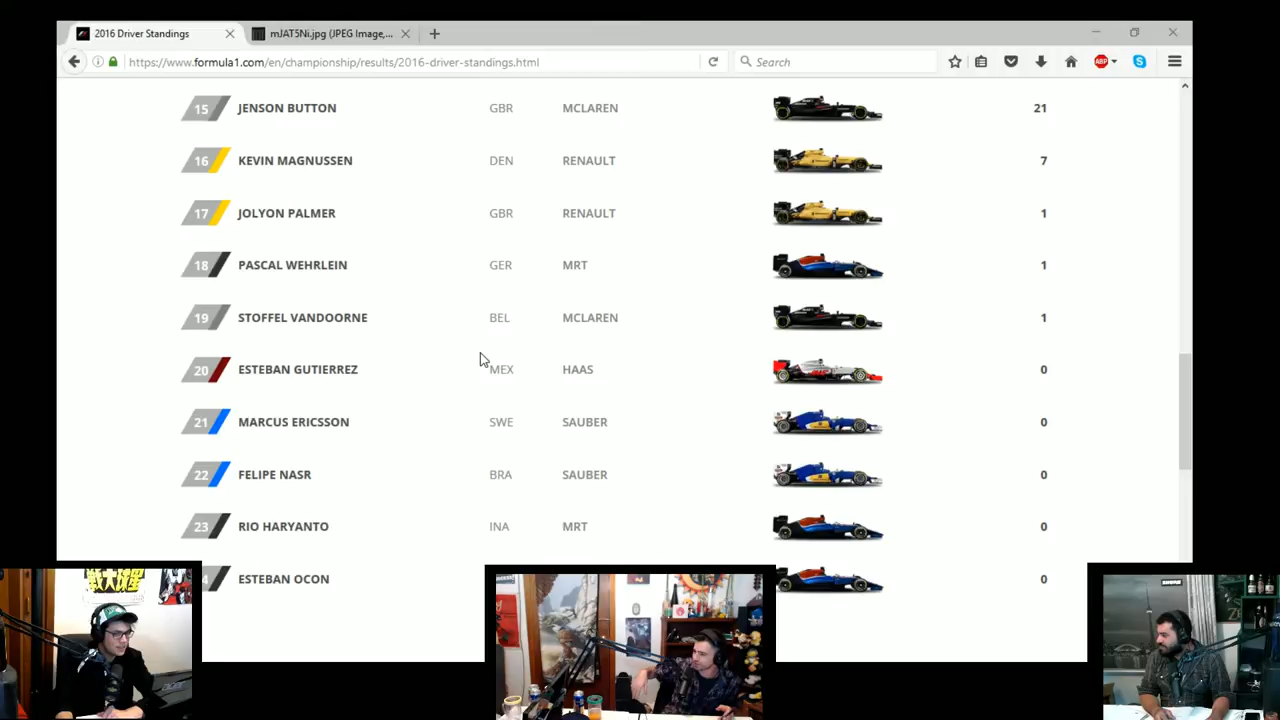 2016 Driver Standings
mJAT5Ni.jpg (JPEG Image,...
https://www.formula1.com/en/championship/results/2016-driver-standings.html
Search
ABP
15 JENSON BUTTON GBR MCLAREN 21
16 KEVIN MAGNUSSEN DEN RENAULT 7
17 JOLYON PALMER GBR RENAULT 1
18 PASCAL WEHRLEIN GER MRT 1
19 STOFFEL VANDOORNE BEL MCLAREN 1
20 ESTEBAN GUTIERREZ MEX HAAS 0
21 MARCUS ERICSSON SWE SAUBER 0
22 FELIPE NASR BRA SAUBER 0
23 RIO HARYANTO INA MRT 0
4 ESTEBAN OCON 0